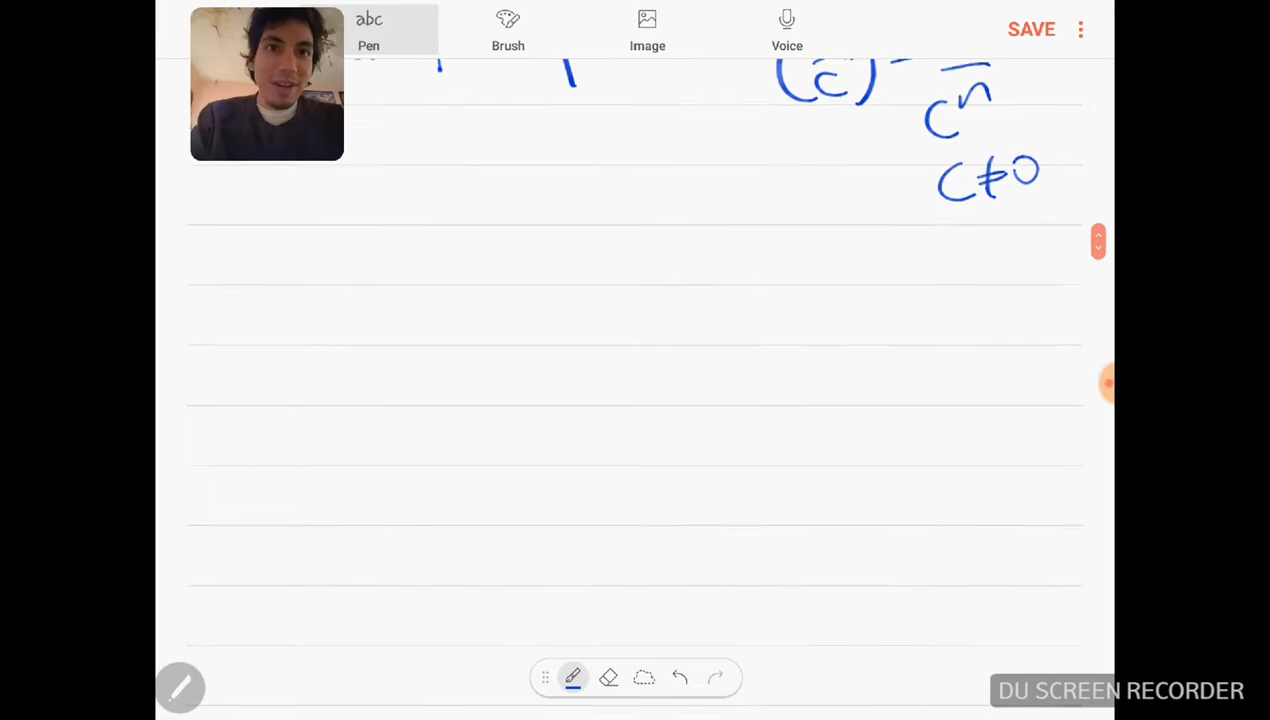 abc
Pen Brush Image Voice SAVE
c
c^n
c≠0
DU SCREEN RECORDER